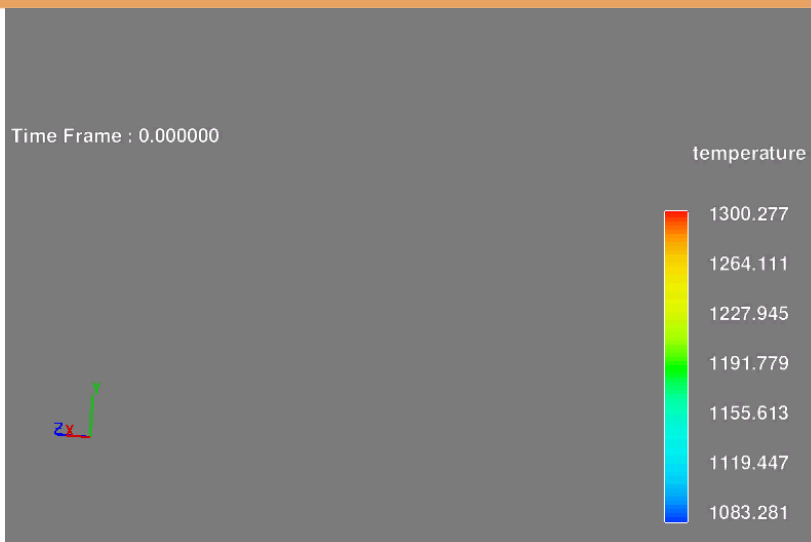 Time Frame : 0.000000
temperature
1300.277
1264.111
1227.945
1191.779
1155.613
1119.447
1083.281
Y
Z X